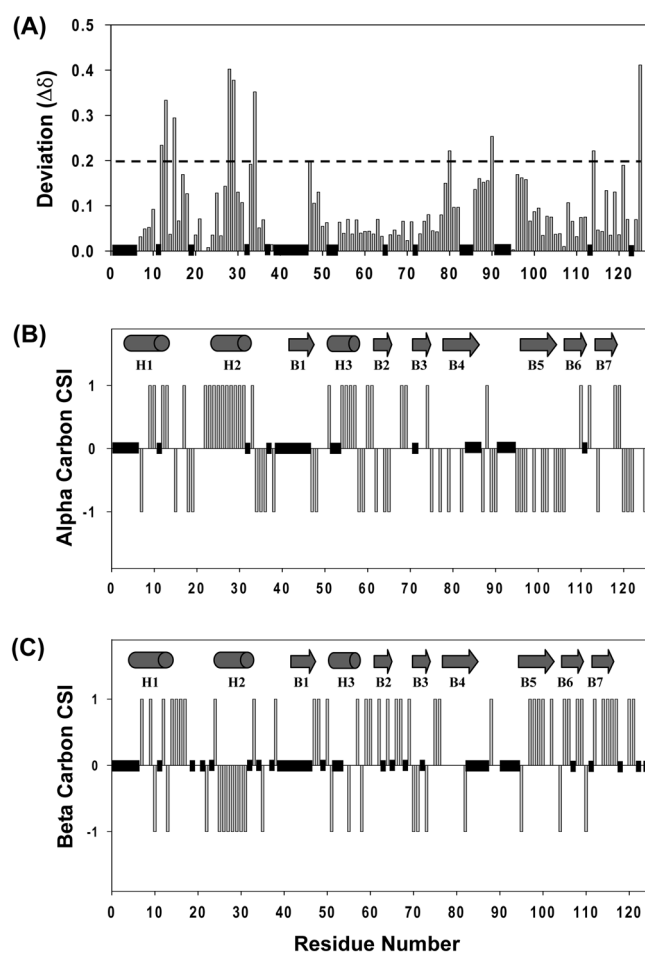 (A)
0.5
0.4
0.3
0.2
0.1
0.0
Deviation (Δδ)
0 10 20 30 40 50 60 70 80 90 100 110 120
(B)
H1 H2 B1 H3 B2 B3 B4 B5 B6 B7
1
0
-1
Alpha Carbon CSI
0 10 20 30 40 50 60 70 80 90 100 110 120
(C)
H1 H2 B1 H3 B2 B3 B4 B5 B6 B7
1
0
-1
Beta Carbon CSI
0 10 20 30 40 50 60 70 80 90 100 110 120
Residue Number